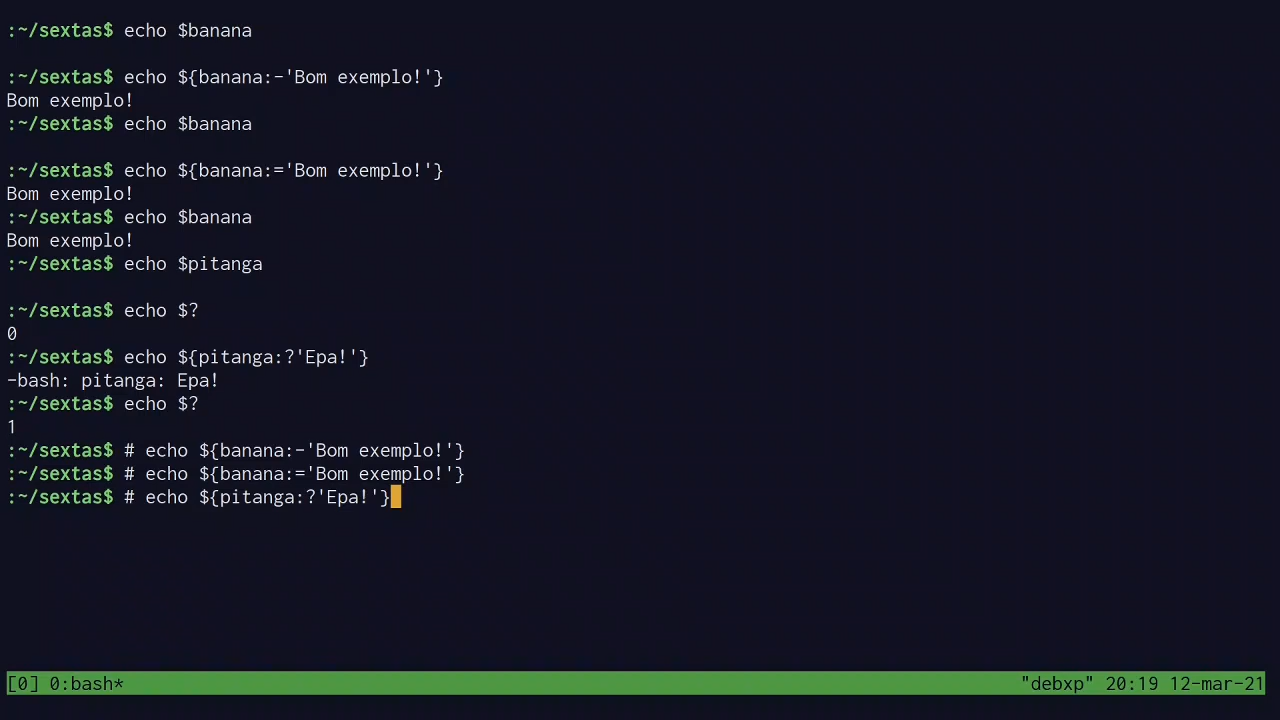 :~/sextas$ echo $banana
:~/sextas$ echo ${banana:-'Bom exemplo!'}
Bom exemplo!
:~/sextas$ echo $banana
:~/sextas$ echo ${banana:='Bom exemplo!'}
Bom exemplo!
:~/sextas$ echo $banana
Bom exemplo!
:~/sextas$ echo $pitanga
:~/sextas$ echo $?
0
:~/sextas$ echo ${pitanga:?'Epa!'}
-bash: pitanga: Epa!
:~/sextas$ echo $?
1
:~/sextas$ # echo ${banana:-'Bom exemplo!'}
:~/sextas$ # echo ${banana:='Bom exemplo!'}
:~/sextas$ # echo ${pitanga:?'Epa!'}
[0] 0:bash* "debxp" 20:19 12-mar-21